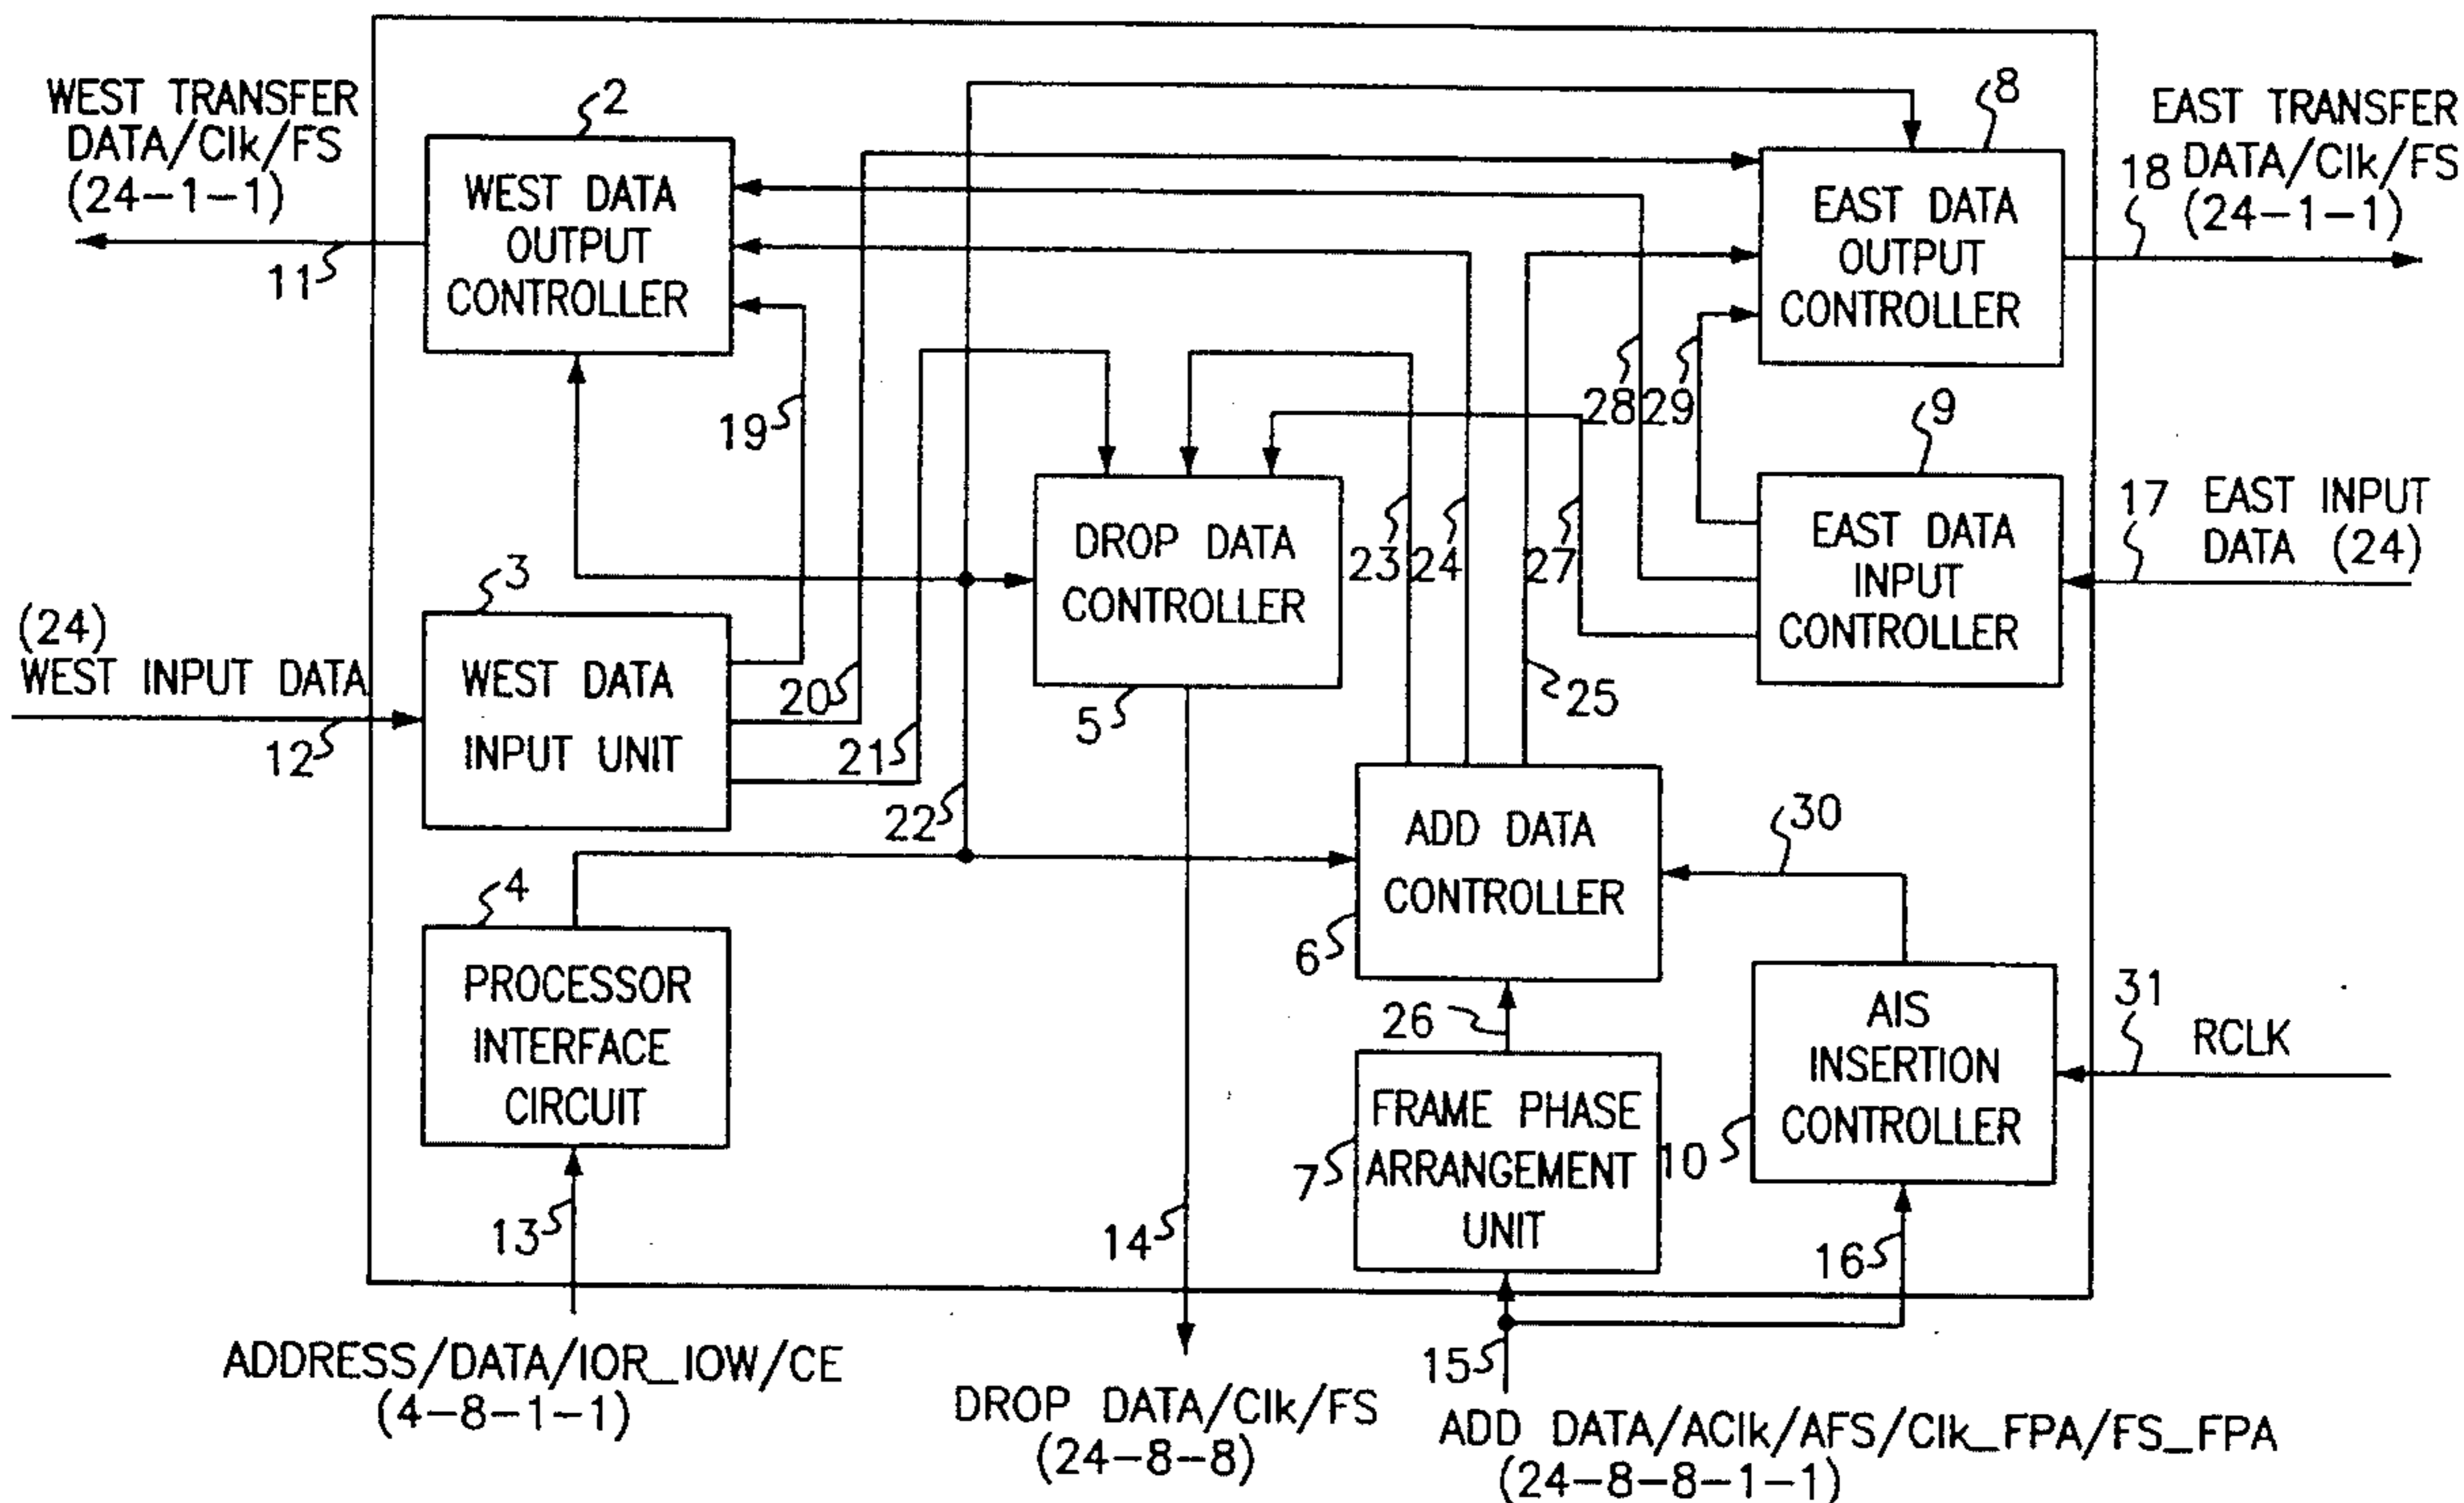 WEST TRANSFER
DATA/Clk/FS
(24-1-1)
11
2
WEST DATA
OUTPUT
CONTROLLER
8
EAST DATA
OUTPUT
CONTROLLER
EAST TRANSFER
18 DATA/Clk/FS
(24-1-1)
19
28 29
9
EAST DATA
INPUT
CONTROLLER
17 EAST INPUT
DATA (24)
DROP DATA
CONTROLLER
5
23 24 27
25
(24)
WEST INPUT DATA
12
3
WEST DATA
INPUT UNIT
20
21
22
4
PROCESSOR
INTERFACE
CIRCUIT
13
ADD DATA
CONTROLLER
6
30
26
FRAME PHASE
ARRANGEMENT
UNIT
7
AIS
INSERTION
CONTROLLER
10
31
RCLK
14
15
16
ADDRESS/DATA/IOR_IOW/CE
(4-8-1-1)
DROP DATA/Clk/FS
(24-8-8)
ADD DATA/AClk/AFS/Clk_FPA/FS_FPA
(24-8-8-1-1)